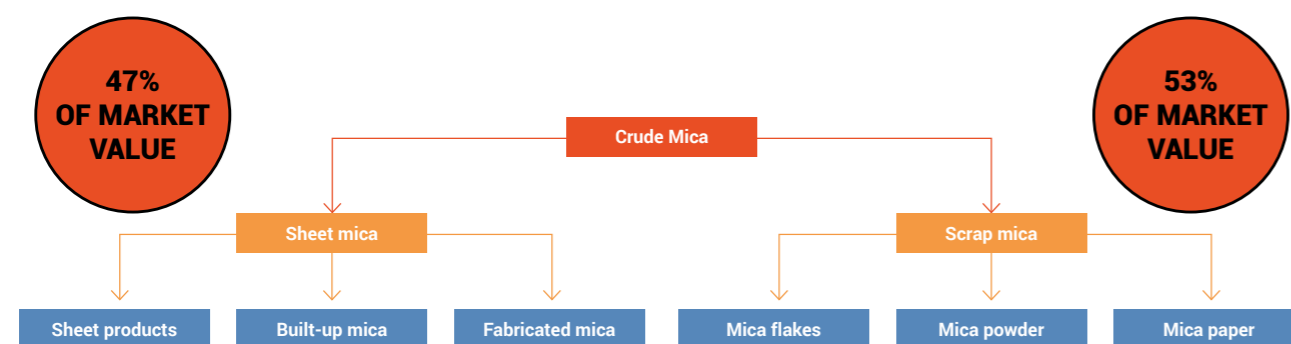 47%
OF MARKET
VALUE
53%
OF MARKET
VALUE
Crude Mica
Sheet mica
Scrap mica
Sheet products
Built-up mica
Fabricated mica
Mica flakes
Mica powder
Mica paper